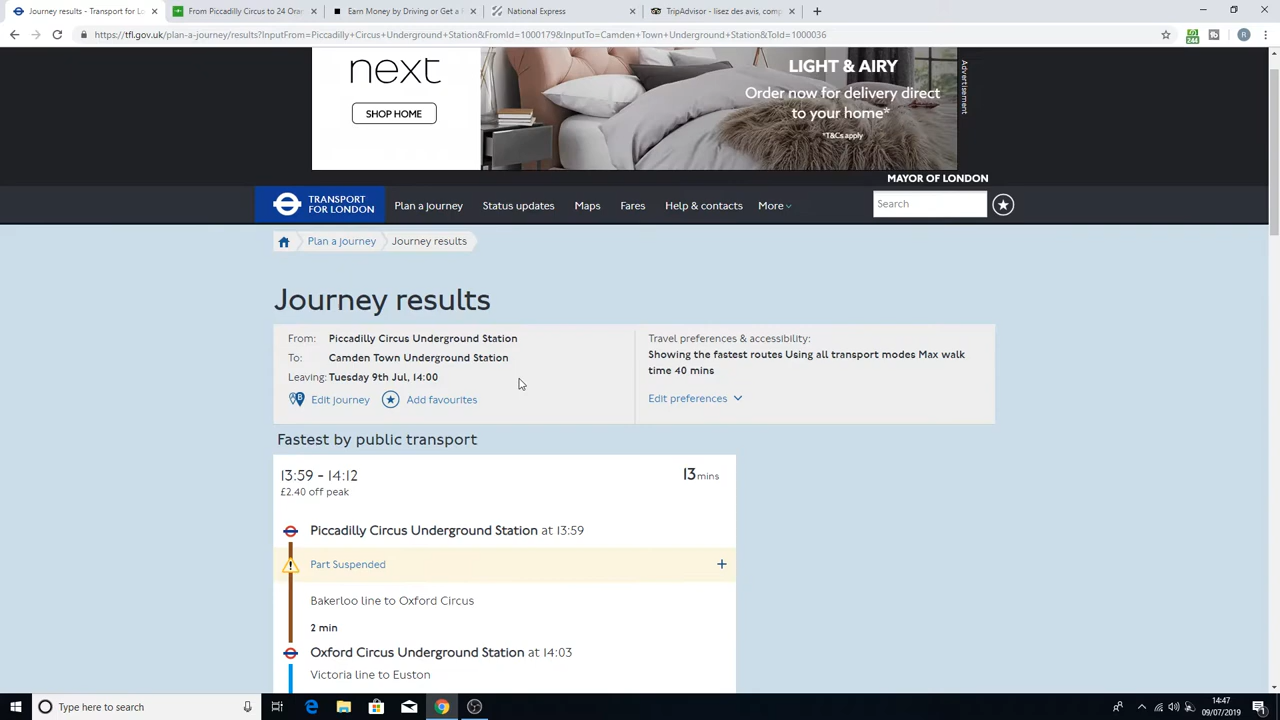 Journey results - Transport for Lo
From Piccadilly Circus to 24 Ora
Earn Money by Driving or Get a
National Express
TripAdvisor - lisez des avis, comp
https://tfl.gov.uk/plan-a-journey/results?InputFrom=Piccadilly+Circus+Underground+Station&FromId=1000179&InputTo=Camden+Town+Underground+Station&ToId=1000036
244
R
next
SHOP HOME
LIGHT & AIRY
Order now for delivery direct
to your home*
*T&Cs apply
Advertisement
MAYOR OF LONDON
TRANSPORT
FOR LONDON
Plan a journey
Status updates
Maps
Fares
Help & contacts
More
Search
Plan a journey
Journey results
Journey results
From: Piccadilly Circus Underground Station
To: Camden Town Underground Station
Leaving: Tuesday 9th Jul, 14:00
Edit journey
Add favourites
Travel preferences & accessibility:
Showing the fastest routes Using all transport modes Max walk
time 40 mins
Edit preferences
Fastest by public transport
13:59 - 14:12
13 mins
£2.40 off peak
Piccadilly Circus Underground Station at 13:59
Part Suspended
Bakerloo line to Oxford Circus
2 min
Oxford Circus Underground Station at 14:03
Victoria line to Euston
Type here to search
14:47
09/07/2019